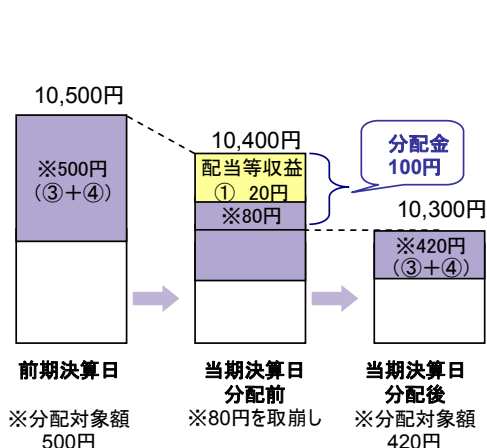 10,500円
※500円
(③+④)
10,400円
配当等収益
① 20円
※80円
分配金
100円
10,300円
※420円
(③+④)
前期決算日
※分配対象額
500円
当期決算日
分配前
※80円を取崩し
当期決算日
分配後
※分配対象額
420円